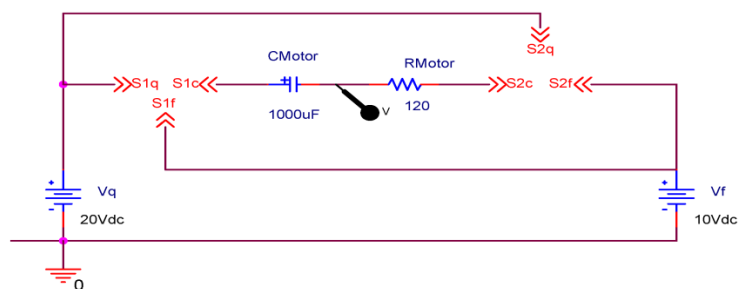 S2q
CMotor
RMotor
S1q
S1c
S2c
S2f
S1f
1000uF
V
120
Vq
20Vdc
Vf
10Vdc
0